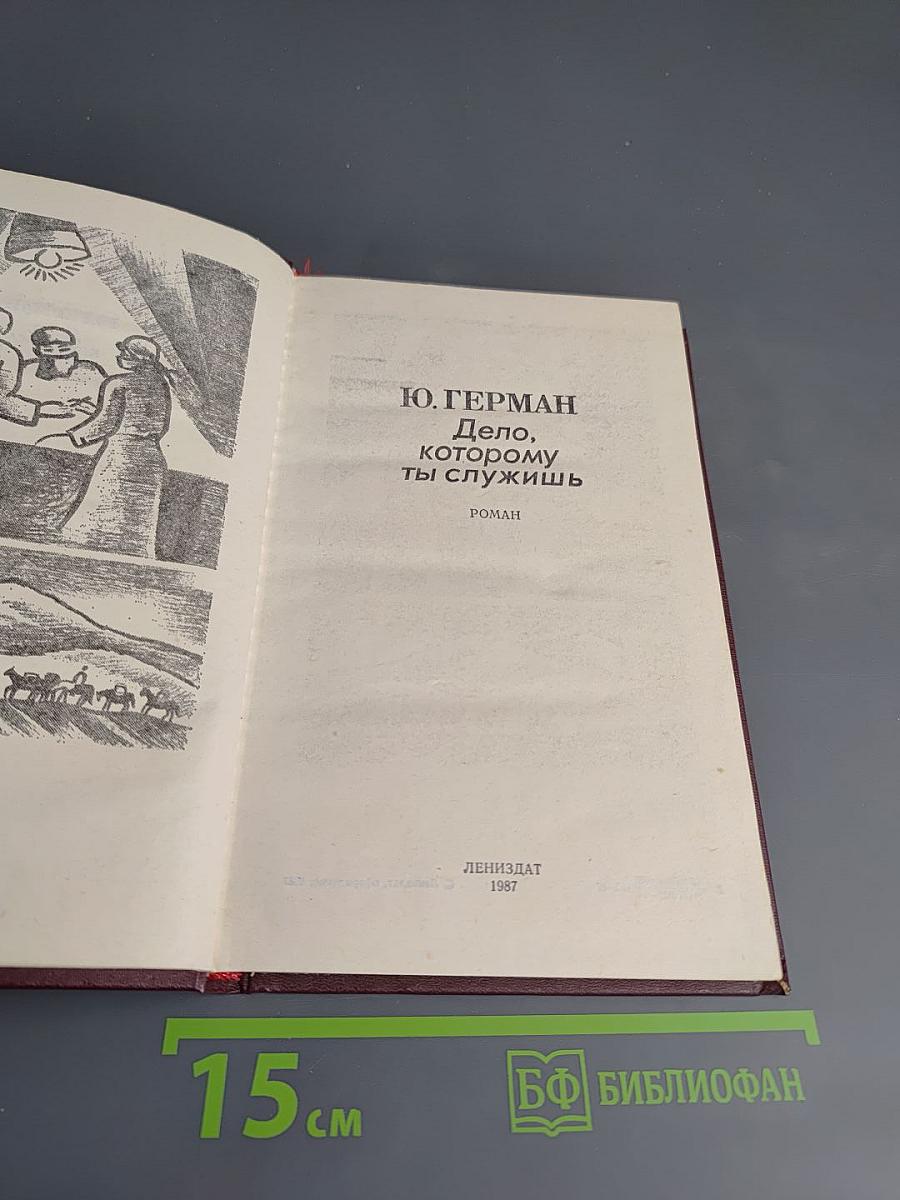 Ю. ГЕРМАН
Дело,
которому
ты служишь
РОМАН
ЛЕНИЗДАТ
1987
15 см
БФ БИБЛИОФАН